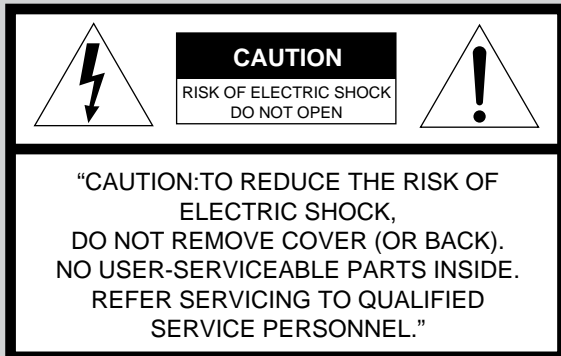 CAUTION
RISK OF ELECTRIC SHOCK
DO NOT OPEN
“CAUTION:TO REDUCE THE RISK OF
ELECTRIC SHOCK,
DO NOT REMOVE COVER (OR BACK).
NO USER-SERVICEABLE PARTS INSIDE.
REFER SERVICING TO QUALIFIED
SERVICE PERSONNEL.”